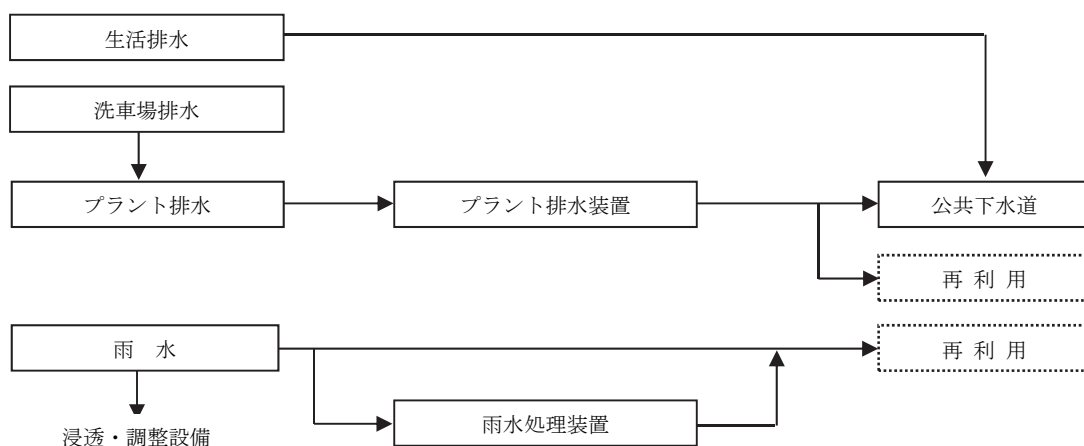 生活排水
洗車場排水
プラント排水
プラント排水装置
公共下水道
再 利 用
雨　水
再 利 用
雨水処理装置
浸透・調整設備